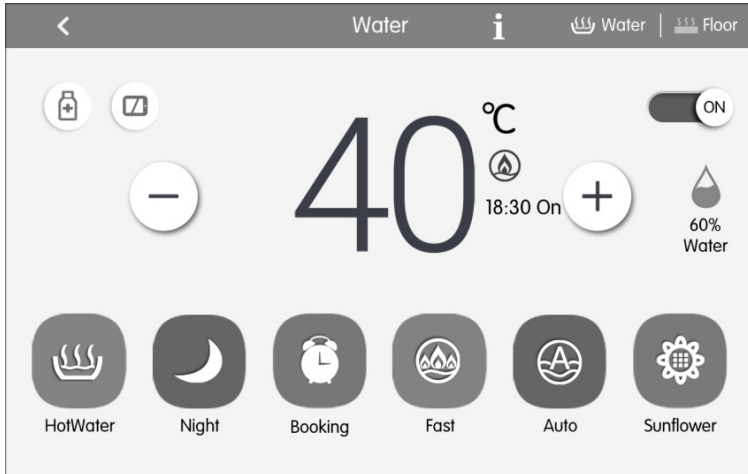 Water
Water
Floor
40
℃
18:30 On
ON
60%
Water
HotWater
Night
Booking
Fast
Auto
Sunflower